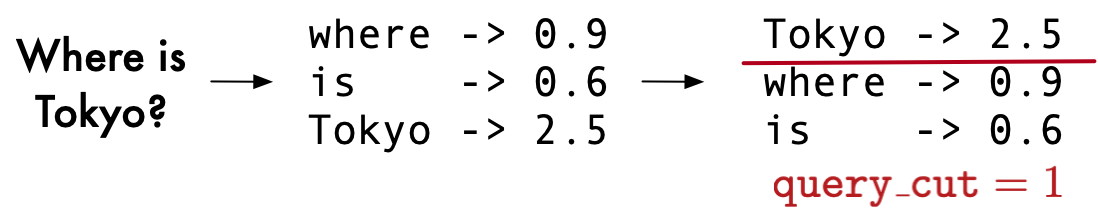 Where is
Tokyo?
where -> 0.9
is -> 0.6
Tokyo -> 2.5
Tokyo -> 2.5
where -> 0.9
is -> 0.6
query_cut = 1